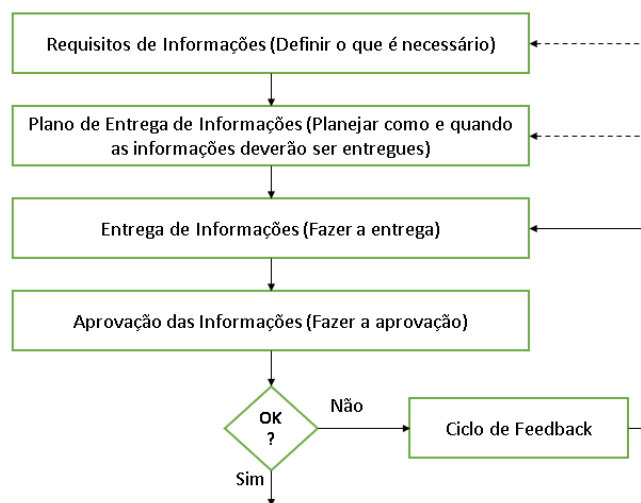 Requisitos de Informações (Definir o que é necessário)
Plano de Entrega de Informações (Planejar como e quando
as informações deverão ser entregues)
Entrega de Informações (Fazer a entrega)
Aprovação das Informações (Fazer a aprovação)
OK
?
Não
Ciclo de Feedback
Sim